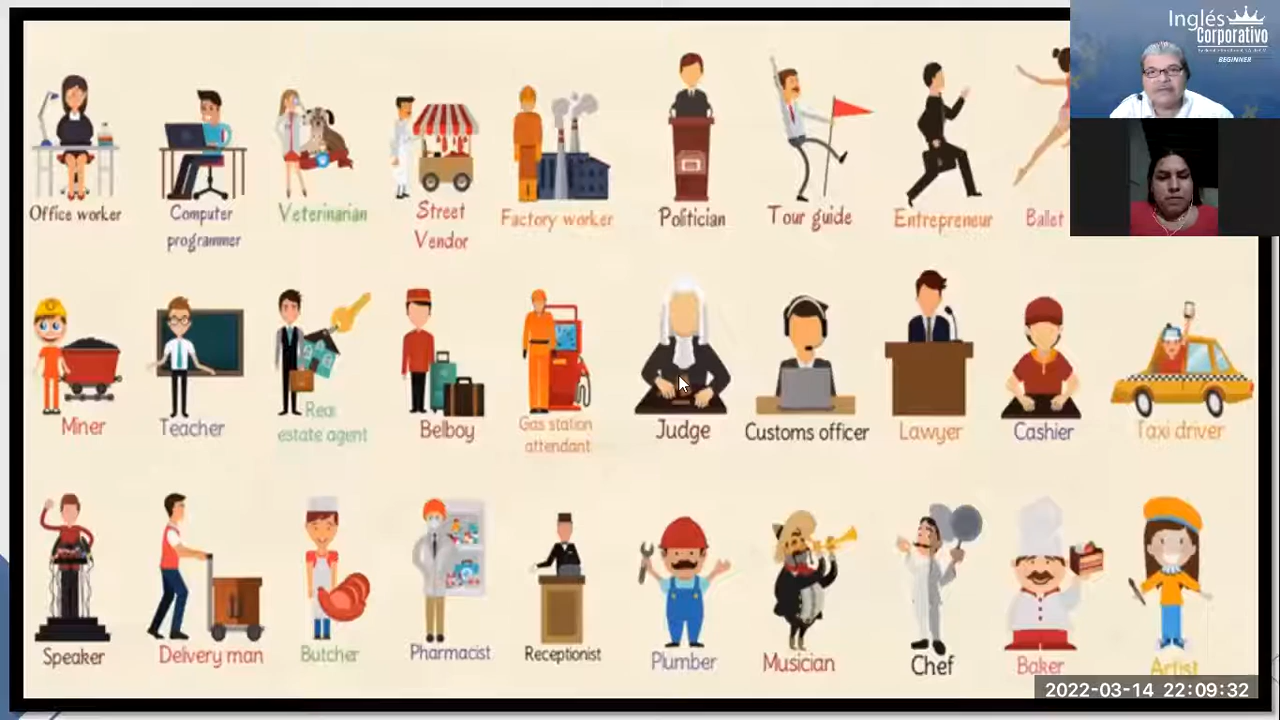 Inglés
Corporativo
BEGINNER
Office worker
Computer
programmer
Veterinarian
Street
Vendor
Factory worker
Politician
Tour guide
Entrepreneur
Ballet
Miner
Teacher
Real
estate agent
Belboy
Gas station
attendant
Judge
Customs officer
Lawyer
Cashier
Taxi driver
Speaker
Delivery man
Butcher
Pharmacist
Receptionist
Plumber
Musician
Chef
Baker
Artist
2022-03-14 22:09:32